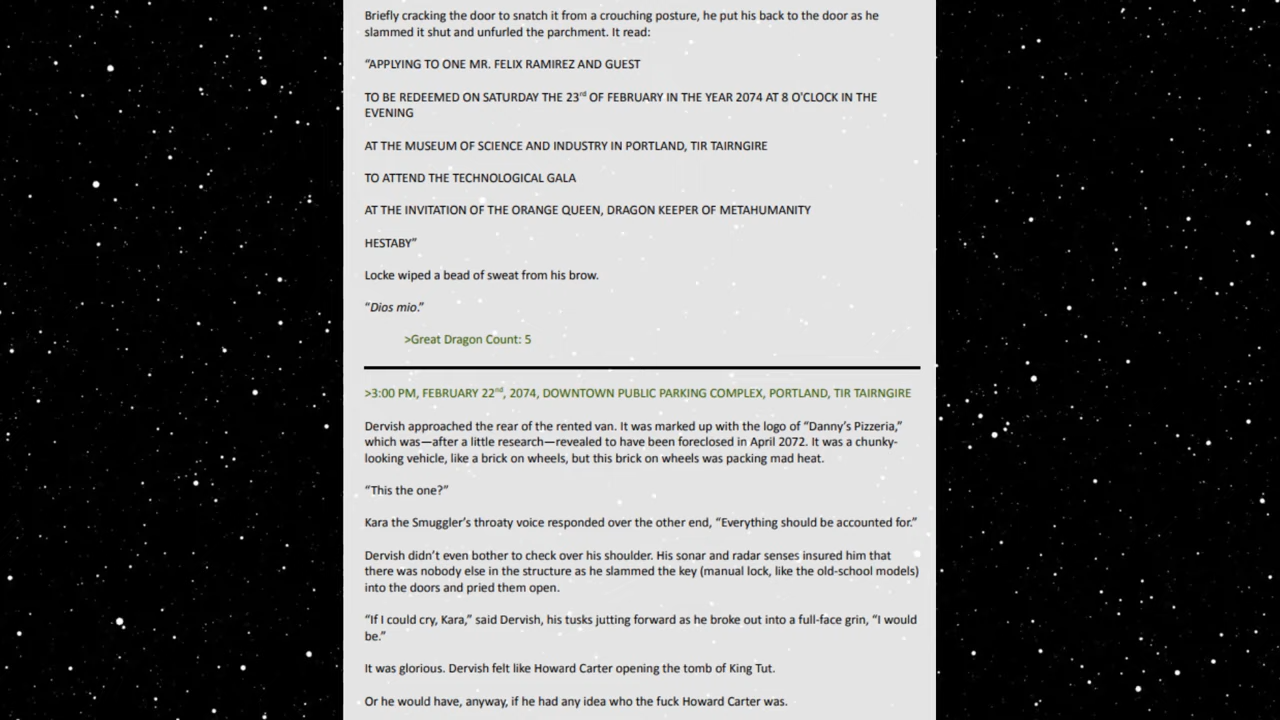 Briefly cracking the door to snatch it from a crouching posture, he put his back to the door as he
slammed it shut and unfurled the parchment. It read:
“APPLYING TO ONE MR. FELIX RAMIREZ AND GUEST
TO BE REDEEMED ON SATURDAY THE 23rd OF FEBRUARY IN THE YEAR 2074 AT 8 O’CLOCK IN THE
EVENING
AT THE MUSEUM OF SCIENCE AND INDUSTRY IN PORTLAND, TIR TAIRNGIRE
TO ATTEND THE TECHNOLOGICAL GALA
AT THE INVITATION OF THE ORANGE QUEEN, DRAGON KEEPER OF METAHUMANITY
HESTABY”
Locke wiped a bead of sweat from his brow.
“Dios mio.”
>Great Dragon Count: 5
>3:00 PM, FEBRUARY 22nd, 2074, DOWNTOWN PUBLIC PARKING COMPLEX, PORTLAND, TIR TAIRNGIRE
Dervish approached the rear of the rented van. It was marked up with the logo of “Danny’s Pizzeria,”
which was—after a little research—revealed to have been foreclosed in April 2072. It was a chunky-
looking vehicle, like a brick on wheels, but this brick on wheels was packing mad heat.
“This the one?”
Kara the Smuggler’s throaty voice responded over the other end, “Everything should be accounted for.”
Dervish didn’t even bother to check over his shoulder. His sonar and radar senses insured him that
there was nobody else in the structure as he slammed the key (manual lock, like the old-school models)
into the doors and pried them open.
“If I could cry, Kara,” said Dervish, his tusks jutting forward as he broke out into a full-face grin, “I would
be.”
It was glorious. Dervish felt like Howard Carter opening the tomb of King Tut.
Or he would have, anyway, if he had any idea who the fuck Howard Carter was.